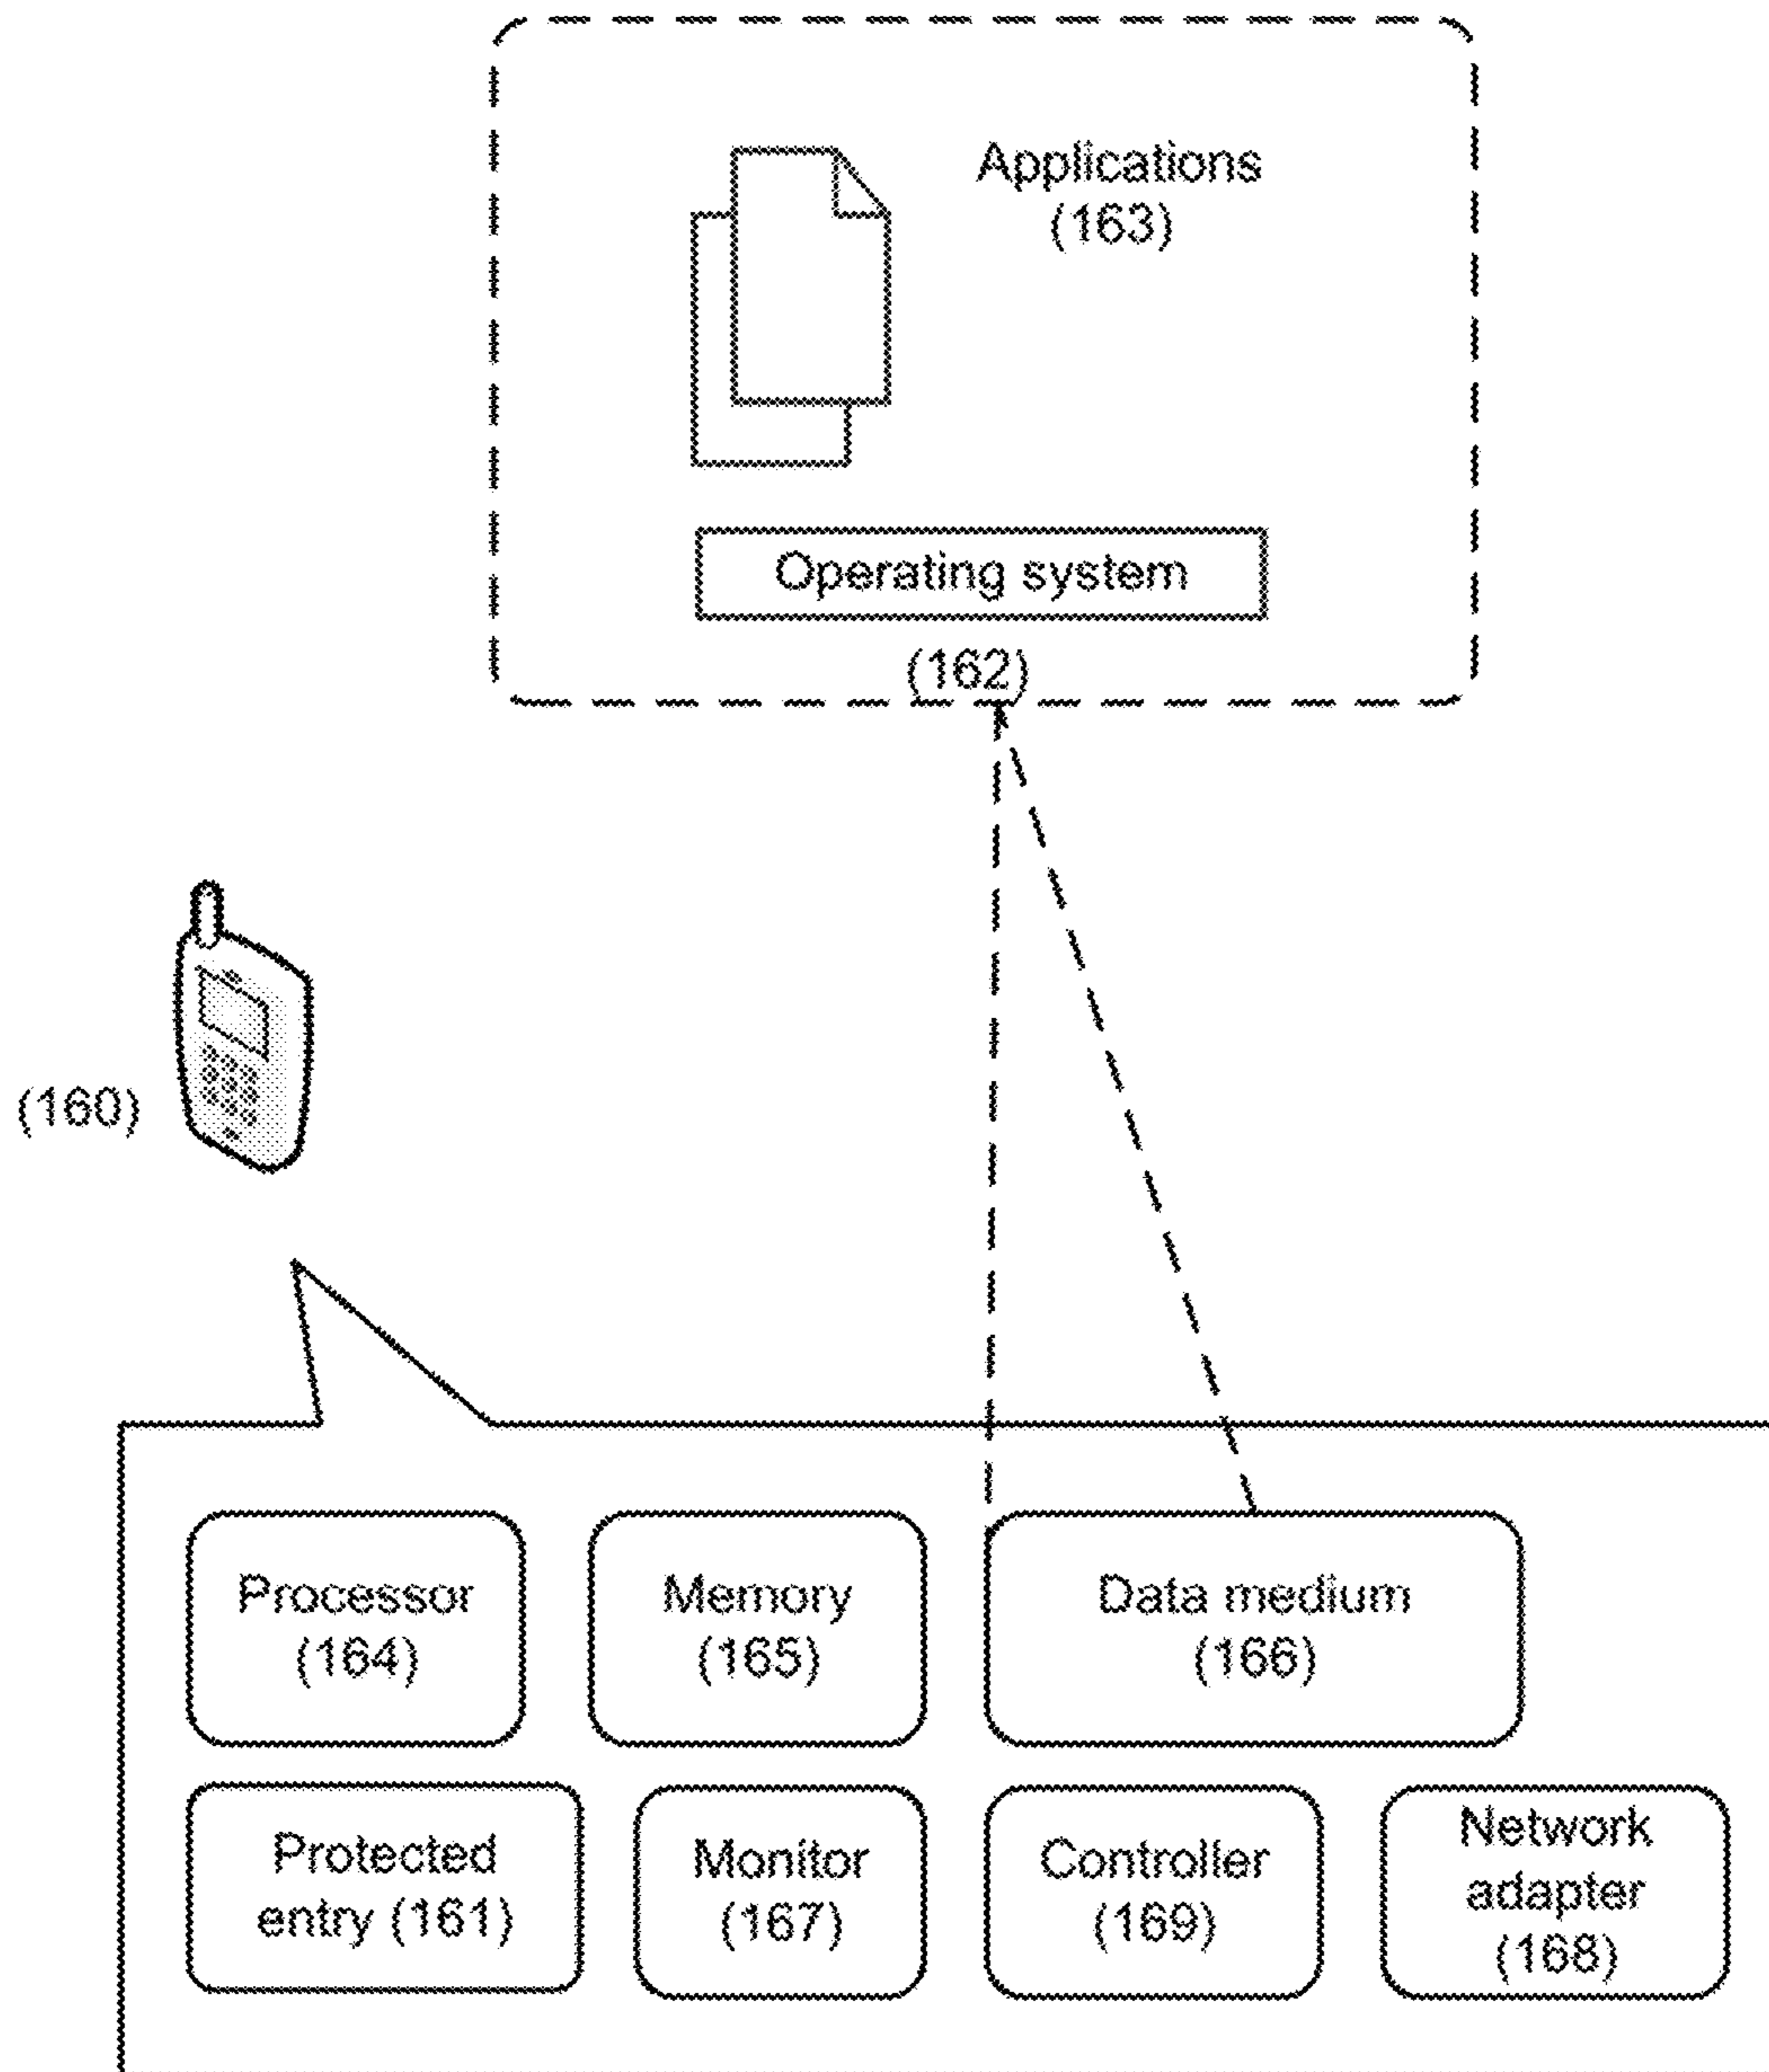 Applications
(163)
Operating system
(162)
(160)
Processor
(164)
Memory
(165)
Data medium
(166)
Protected
entry (161)
Monitor
(167)
Controller
(169)
Network
adapter
(168)